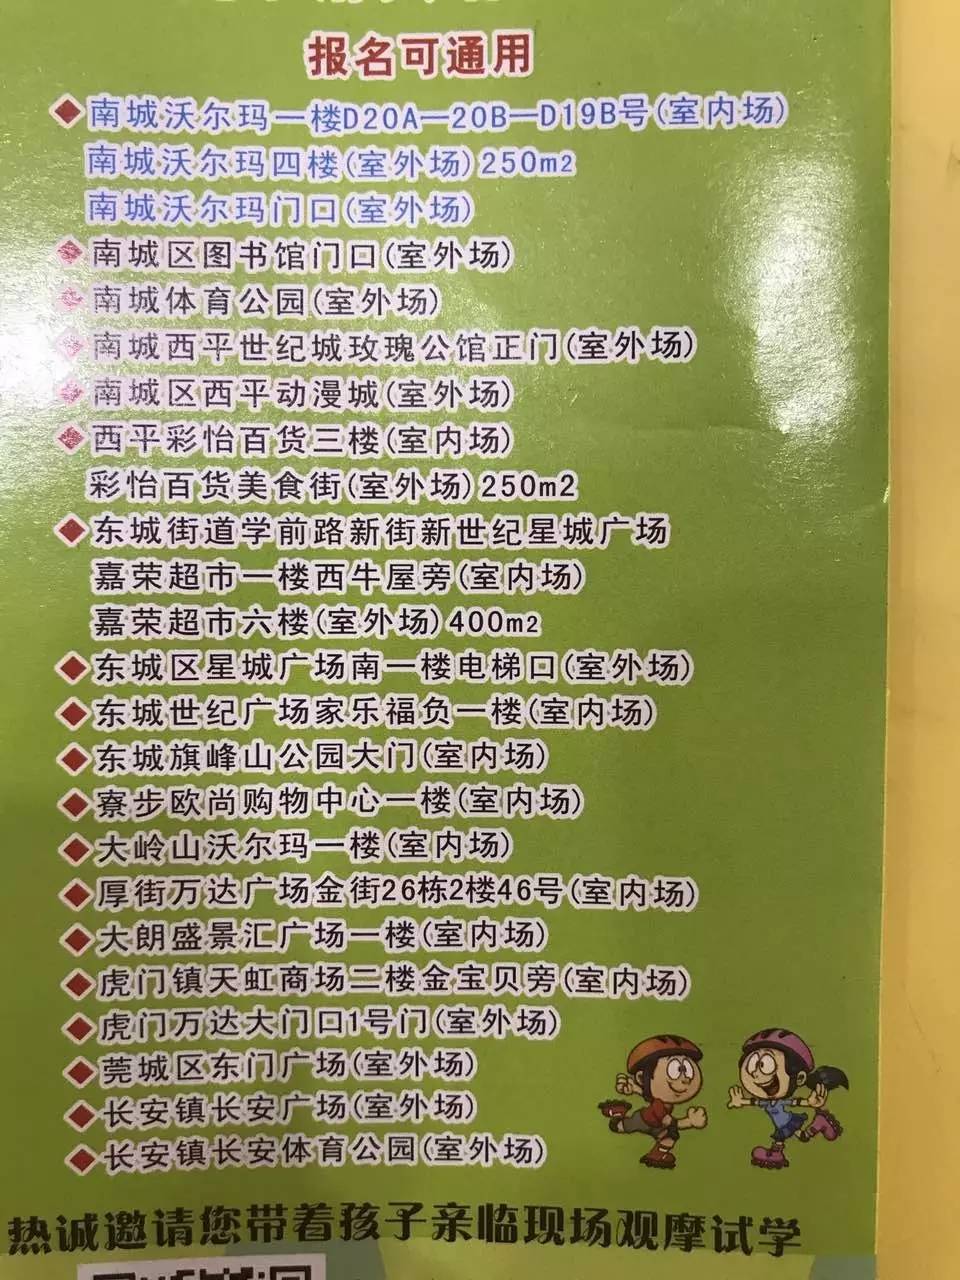 报名可通用
南城沃尔玛一楼D20A—20B—D19B号(室内场)
南城沃尔玛四楼(室外场)250m2
南城沃尔玛门口(室外场)
南城区图书馆门口(室外场)
南城体育公园(室外场)
南城西平世纪城玫瑰公馆正门(室外场)
南城区西平动漫城(室外场)
西平彩怡百货三楼(室内场)
彩怡百货美食街(室外场)250m2
东城街道学前路新街新世纪星城广场
嘉荣超市一楼西牛屋旁(室内场)
嘉荣超市六楼(室外场)400m2
东城区星城广场南一楼电梯口(室外场)
东城世纪广场家乐福负一楼(室内场)
东城旗峰山公园大门(室内场)
寮步欧尚购物中心一楼(室内场)
大岭山沃尔玛一楼(室内场)
厚街万达广场金街26栋2楼46号(室内场)
大朗盛景汇广场一楼(室内场)
虎门镇天虹商场二楼金宝贝旁(室内场)
虎门万达大门口1号门(室外场)
莞城区东门广场(室外场)
长安镇长安广场(室外场)
长安镇长安体育公园(室外场)
热诚邀请您带着孩子亲临现场观摩试学